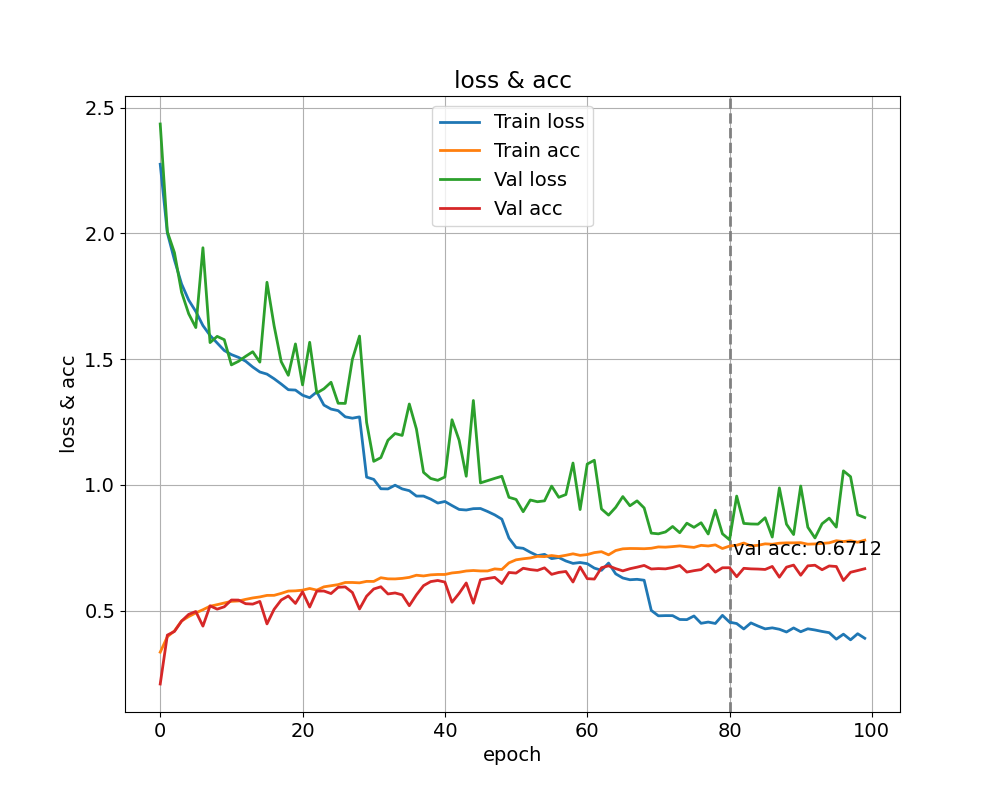 loss & acc
2.5
2.0
1.5
1.0
0.5
loss & acc
Train loss
Train acc
Val loss
Val acc
val acc: 0.6712
0 20 40 60 80 100
epoch